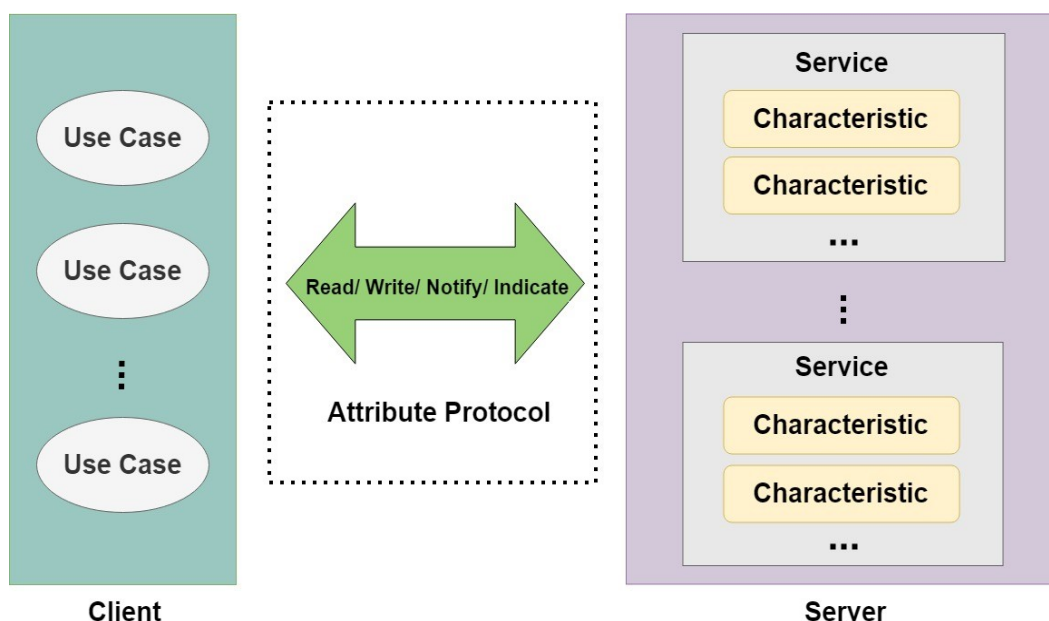 Use Case
Use Case
⋮
Use Case
Client
Read/ Write/ Notify/ Indicate
Attribute Protocol
Service
Characteristic
Characteristic
...
⋮
Service
Characteristic
Characteristic
...
Server